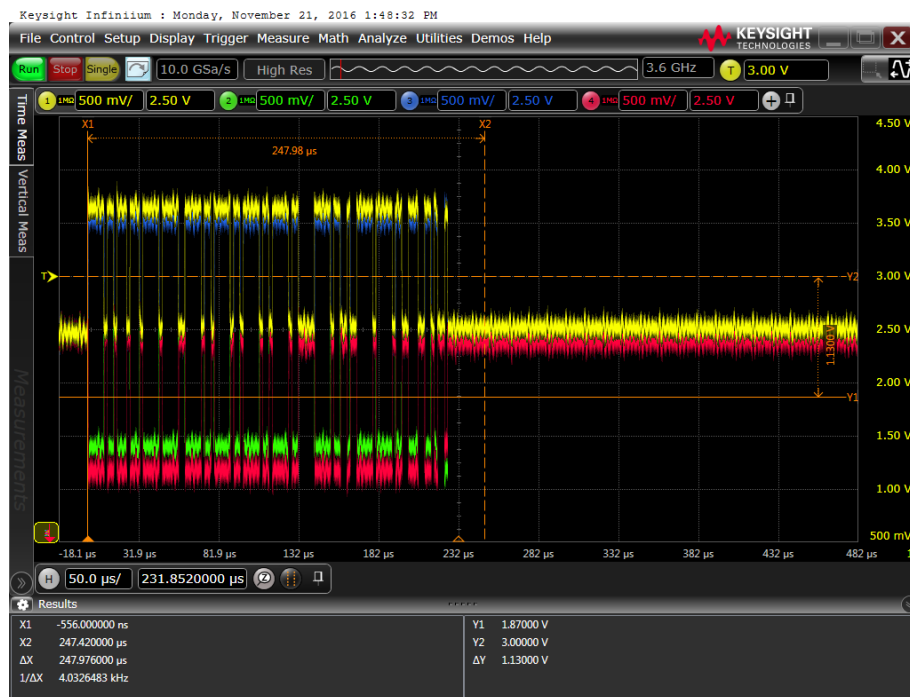 Keysight Infiniium : Monday, November 21, 2016 1:48:32 PM
File Control Setup Display Trigger Measure Math Analyze Utilities Demos Help
KEYSIGHT
TECHNOLOGIES
X
Run Stop Single 10.0 GSa/s High Res 3.6 GHz T 3.00 V
1 1MΩ 500 mV/ 2.50 V 2 1MΩ 500 mV/ 2.50 V 3 1MΩ 500 mV/ 2.50 V 4 1MΩ 500 mV/ 2.50 V +
Time Meas
Vertical Meas
Measurements
X1 X2
247.98 µs
4.50 V
4.00 V
3.50 V
T 3.00 V
Y2
2.50 V
1.1300 V
2.00 V
Y1
1.50 V
1.00 V
500 mV
-18.1 µs 31.9 µs 81.9 µs 132 µs 182 µs 232 µs 282 µs 332 µs 382 µs 432 µs 482 µs
H 50.0 µs/ 231.8520000 µs Z
Results
X1 -556.000000 ns Y1 1.87000 V
X2 247.420000 µs Y2 3.00000 V
ΔX 247.976000 µs ΔY 1.13000 V
1/ΔX 4.0326483 kHz